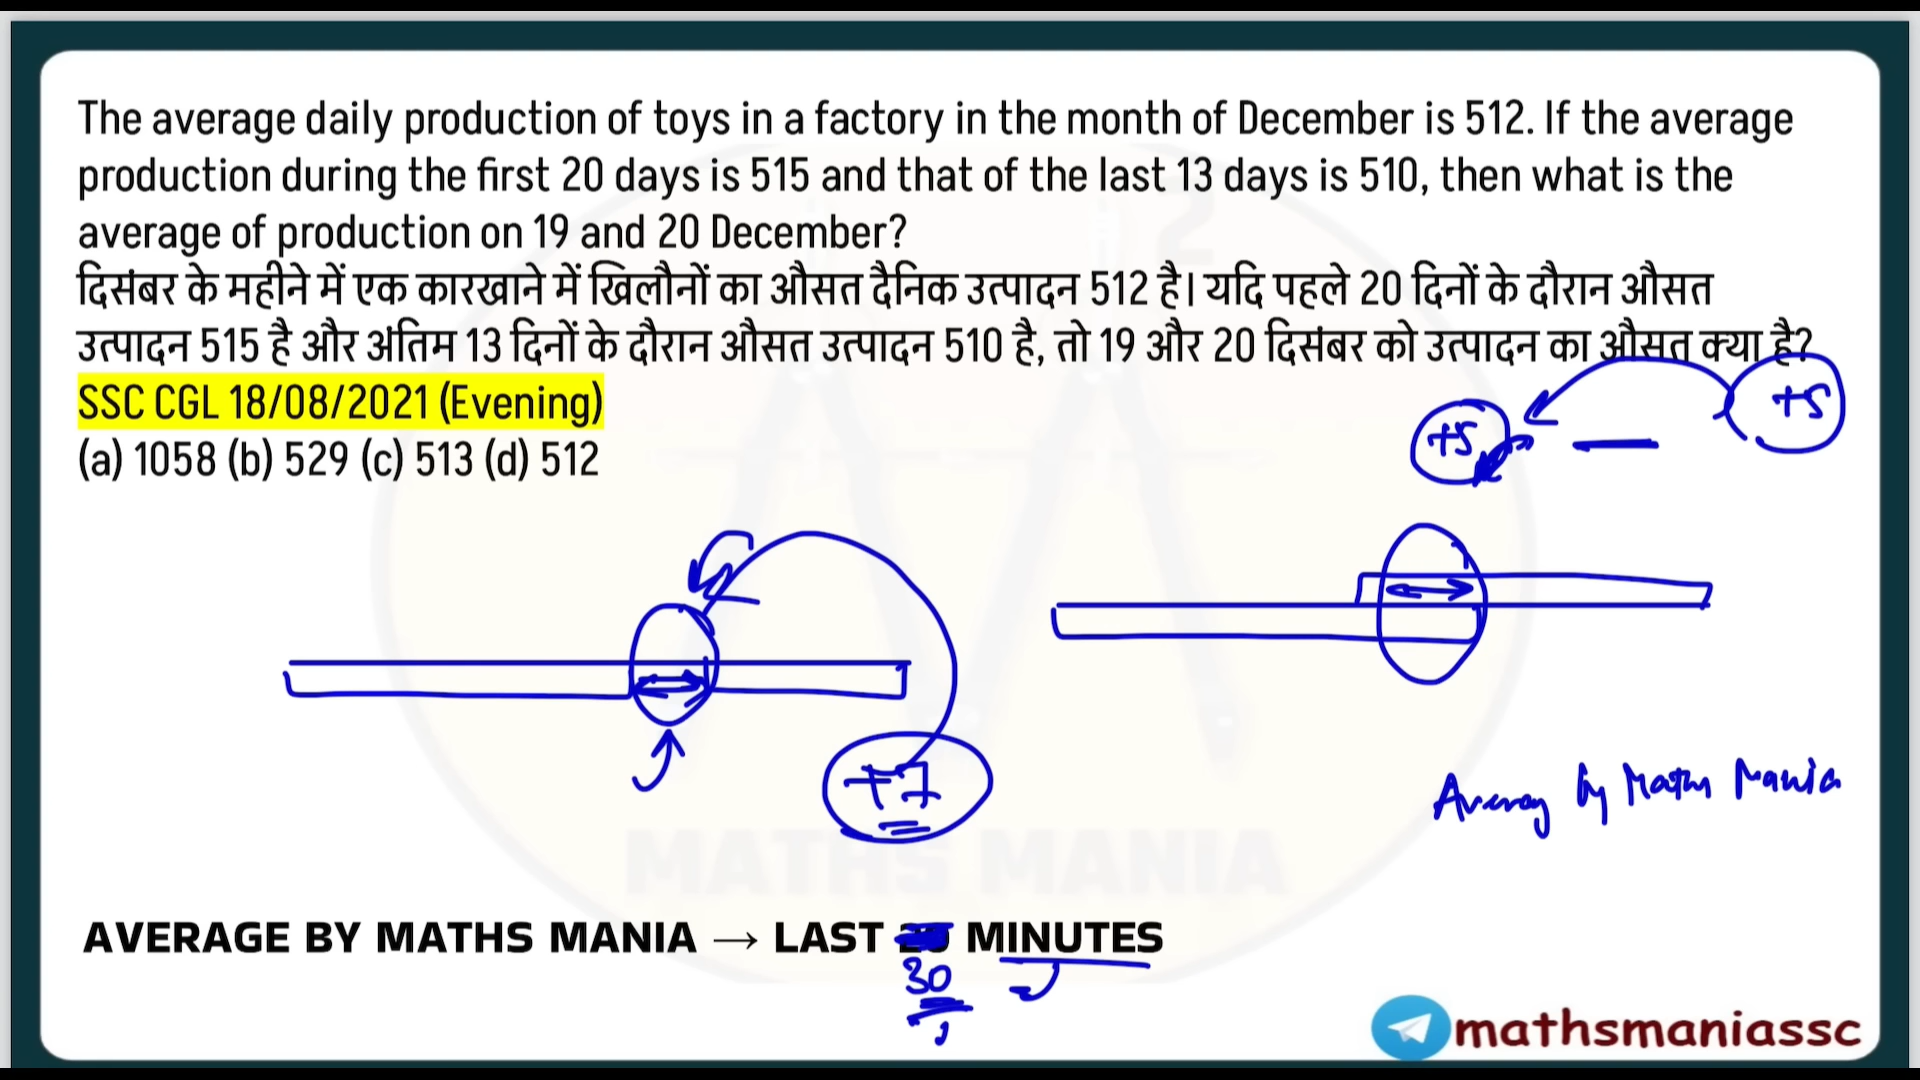 The average daily production of toys in a factory in the month of December is 512. If the average
production during the first 20 days is 515 and that of the last 13 days is 510, then what is the
average of production on 19 and 20 December?
दिसंबर के महीने में एक कारखाने में खिलौनों का औसत दैनिक उत्पादन 512 है। यदि पहले 20 दिनों के दौरान औसत
उत्पादन 515 है और अंतिम 13 दिनों के दौरान औसत उत्पादन 510 है, तो 19 और 20 दिसंबर को उत्पादन का औसत क्या है?
SSC CGL 18/08/2021 (Evening)
(a) 1058 (b) 529 (c) 513 (d) 512
+5
+5
+7
Average by Maths Mania
MATHS MANIA
AVERAGE BY MATHS MANIA → LAST MINUTES
30
mathsmaniassc